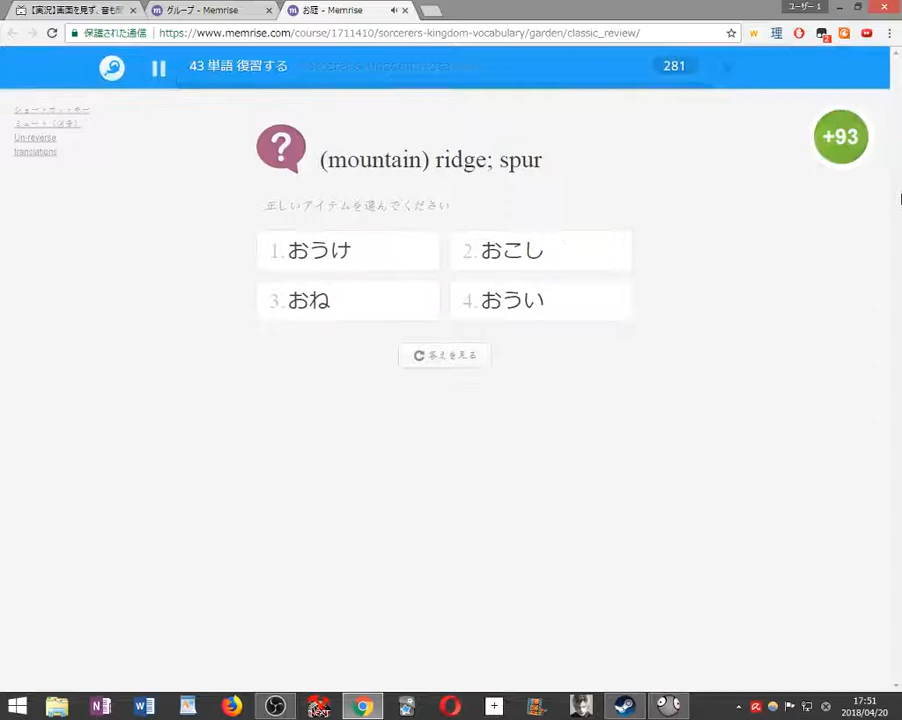 【実況】画面を見ず、音も
グループ - Memrise
お庭 - Memrise
ユーザー 1
保護された通信
https://www.memrise.com/course/1711410/sorcerers-kingdom-vocabulary/garden/classic_review/
43 単語 復習する
281
Un-reverse
translations
+93
?
(mountain) ridge; spur
正しいアイテムを選んでください
1. おうけ
2. おこし
3. おね
4. おうい
答えを見る
17:51
2018/04/20